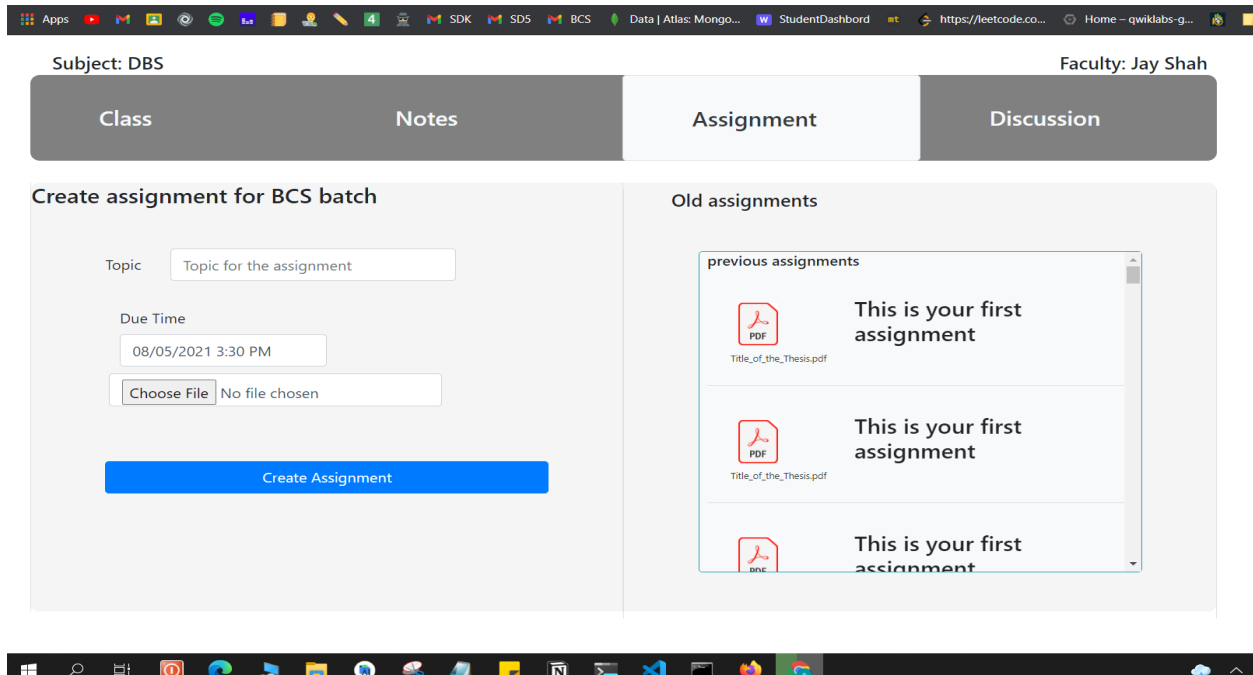 Apps 4 SDK SD5 BCS Data | Atlas: Mongo... W StudentDashbord mt https://leetcode.co... Home – qwiklabs-g...
Subject: DBS Faculty: Jay Shah
Class Notes Assignment Discussion
Create assignment for BCS batch
Old assignments
Topic Topic for the assignment
Due Time
08/05/2021 3:30 PM
Choose File No file chosen
Create Assignment
previous assignments
This is your first
assignment
PDF
Title_of_the_Thesis.pdf
This is your first
assignment
PDF
Title_of_the_Thesis.pdf
This is your first
assignment
PDF